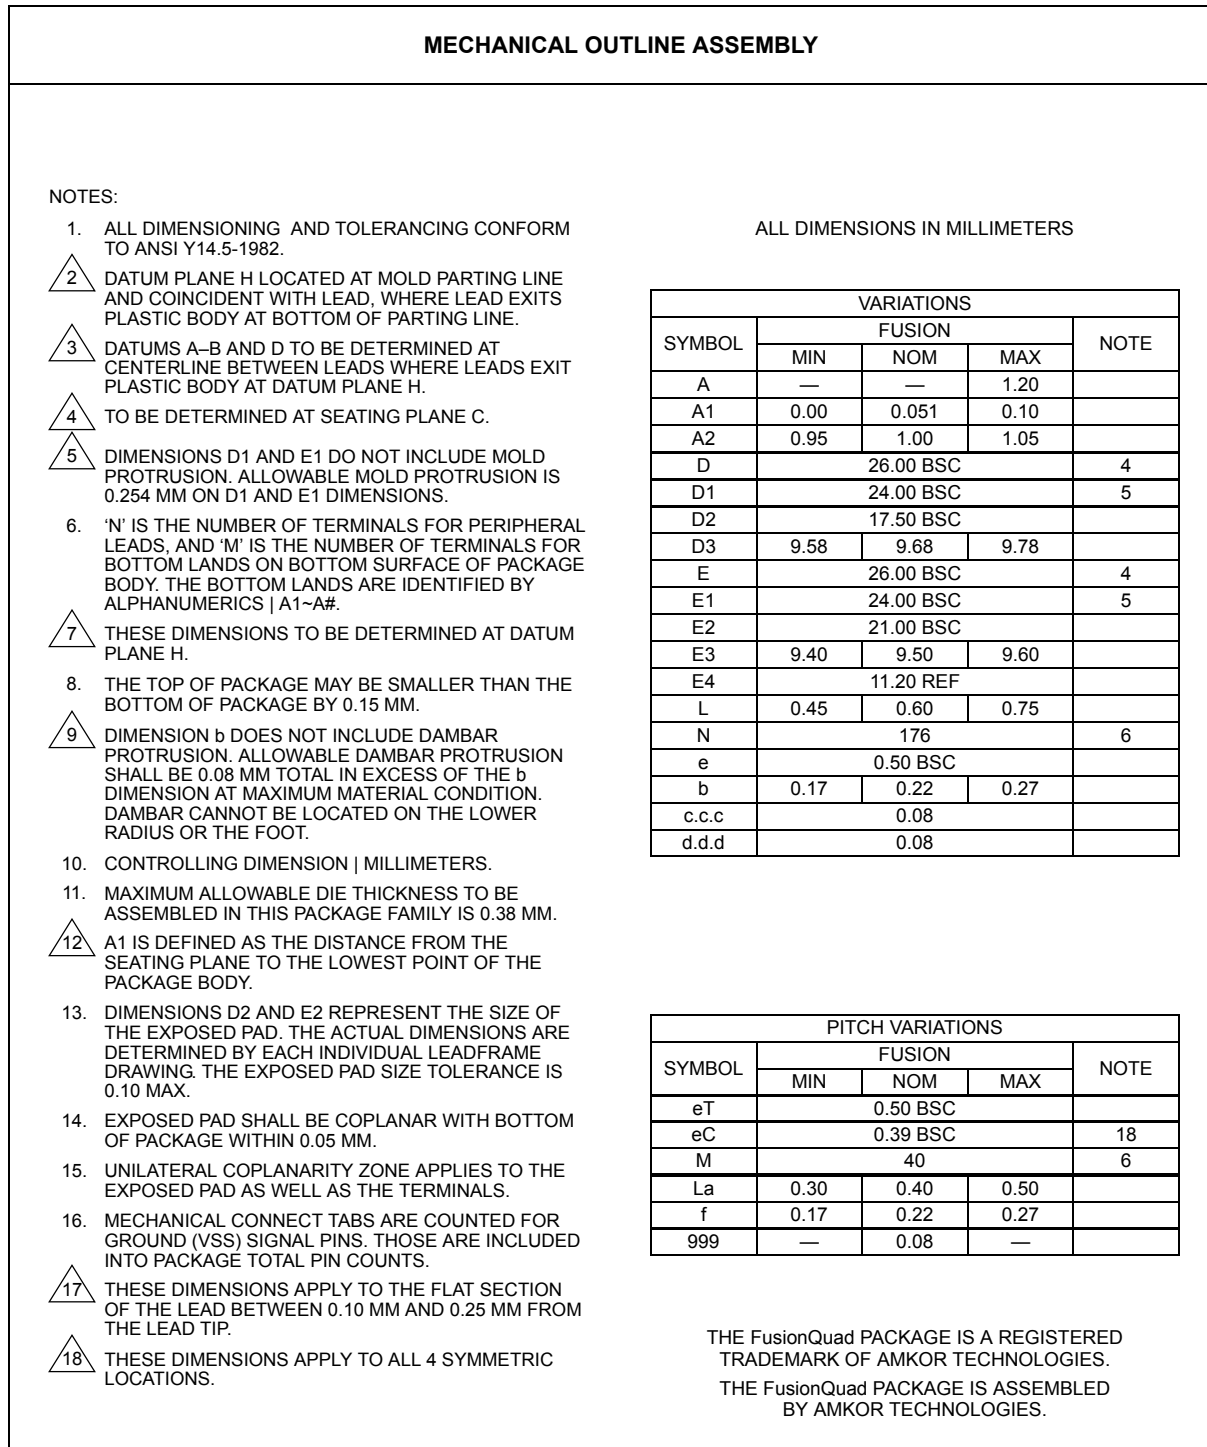 MECHANICAL OUTLINE ASSEMBLY
NOTES:
1. ALL DIMENSIONING AND TOLERANCING CONFORM
TO ANSI Y14.5-1982.
2 DATUM PLANE H LOCATED AT MOLD PARTING LINE
AND COINCIDENT WITH LEAD, WHERE LEAD EXITS
PLASTIC BODY AT BOTTOM OF PARTING LINE.
3 DATUMS A–B AND D TO BE DETERMINED AT
CENTERLINE BETWEEN LEADS WHERE LEADS EXIT
PLASTIC BODY AT DATUM PLANE H.
4 TO BE DETERMINED AT SEATING PLANE C.
5 DIMENSIONS D1 AND E1 DO NOT INCLUDE MOLD
PROTRUSION. ALLOWABLE MOLD PROTRUSION IS
0.254 MM ON D1 AND E1 DIMENSIONS.
6. ‘N’ IS THE NUMBER OF TERMINALS FOR PERIPHERAL
LEADS, AND ‘M’ IS THE NUMBER OF TERMINALS FOR
BOTTOM LANDS ON BOTTOM SURFACE OF PACKAGE
BODY. THE BOTTOM LANDS ARE IDENTIFIED BY
ALPHANUMERICS | A1~A#.
7 THESE DIMENSIONS TO BE DETERMINED AT DATUM
PLANE H.
8. THE TOP OF PACKAGE MAY BE SMALLER THAN THE
BOTTOM OF PACKAGE BY 0.15 MM.
9 DIMENSION b DOES NOT INCLUDE DAMBAR
PROTRUSION. ALLOWABLE DAMBAR PROTRUSION
SHALL BE 0.08 MM TOTAL IN EXCESS OF THE b
DIMENSION AT MAXIMUM MATERIAL CONDITION.
DAMBAR CANNOT BE LOCATED ON THE LOWER
RADIUS OR THE FOOT.
10. CONTROLLING DIMENSION | MILLIMETERS.
11. MAXIMUM ALLOWABLE DIE THICKNESS TO BE
ASSEMBLED IN THIS PACKAGE FAMILY IS 0.38 MM.
12 A1 IS DEFINED AS THE DISTANCE FROM THE
SEATING PLANE TO THE LOWEST POINT OF THE
PACKAGE BODY.
13. DIMENSIONS D2 AND E2 REPRESENT THE SIZE OF
THE EXPOSED PAD. THE ACTUAL DIMENSIONS ARE
DETERMINED BY EACH INDIVIDUAL LEADFRAME
DRAWING. THE EXPOSED PAD SIZE TOLERANCE IS
0.10 MAX.
14. EXPOSED PAD SHALL BE COPLANAR WITH BOTTOM
OF PACKAGE WITHIN 0.05 MM.
15. UNILATERAL COPLANARITY ZONE APPLIES TO THE
EXPOSED PAD AS WELL AS THE TERMINALS.
16. MECHANICAL CONNECT TABS ARE COUNTED FOR
GROUND (VSS) SIGNAL PINS. THOSE ARE INCLUDED
INTO PACKAGE TOTAL PIN COUNTS.
17 THESE DIMENSIONS APPLY TO THE FLAT SECTION
OF THE LEAD BETWEEN 0.10 MM AND 0.25 MM FROM
THE LEAD TIP.
18 THESE DIMENSIONS APPLY TO ALL 4 SYMMETRIC
LOCATIONS.
ALL DIMENSIONS IN MILLIMETERS
VARIATIONS
SYMBOL FUSION NOTE
MIN NOM MAX
A — — 1.20
A1 0.00 0.051 0.10
A2 0.95 1.00 1.05
D 26.00 BSC 4
D1 24.00 BSC 5
D2 17.50 BSC
D3 9.58 9.68 9.78
E 26.00 BSC 4
E1 24.00 BSC 5
E2 21.00 BSC
E3 9.40 9.50 9.60
E4 11.20 REF
L 0.45 0.60 0.75
N 176 6
e 0.50 BSC
b 0.17 0.22 0.27
c.c.c 0.08
d.d.d 0.08
PITCH VARIATIONS
SYMBOL FUSION NOTE
MIN NOM MAX
eT 0.50 BSC
eC 0.39 BSC 18
M 40 6
La 0.30 0.40 0.50
f 0.17 0.22 0.27
999 — 0.08 —
THE FusionQuad PACKAGE IS A REGISTERED
TRADEMARK OF AMKOR TECHNOLOGIES.
THE FusionQuad PACKAGE IS ASSEMBLED
BY AMKOR TECHNOLOGIES.